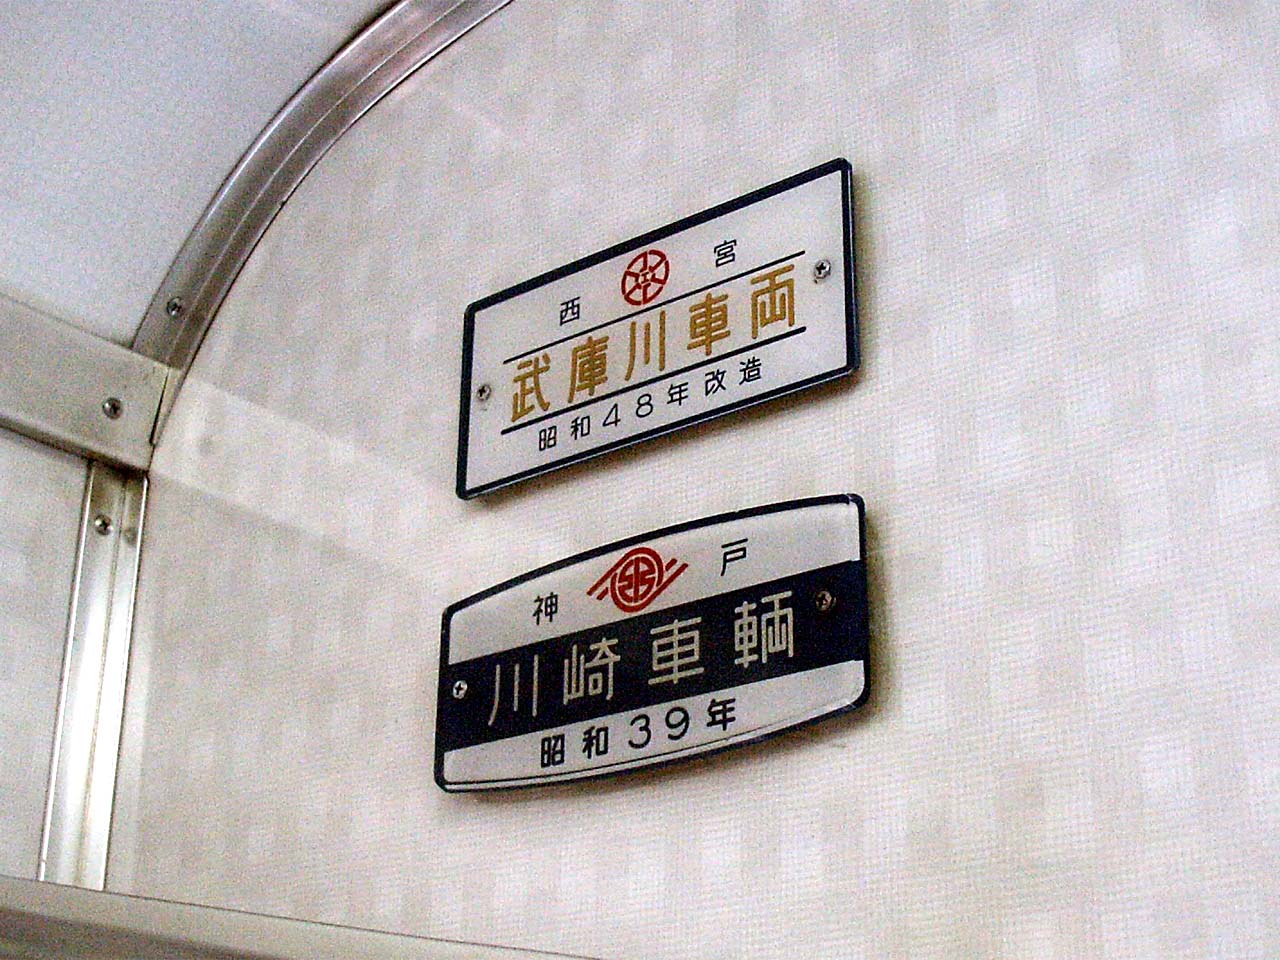 西宮
武庫川車両
昭和48年改造
神戸
川崎車輌
昭和39年